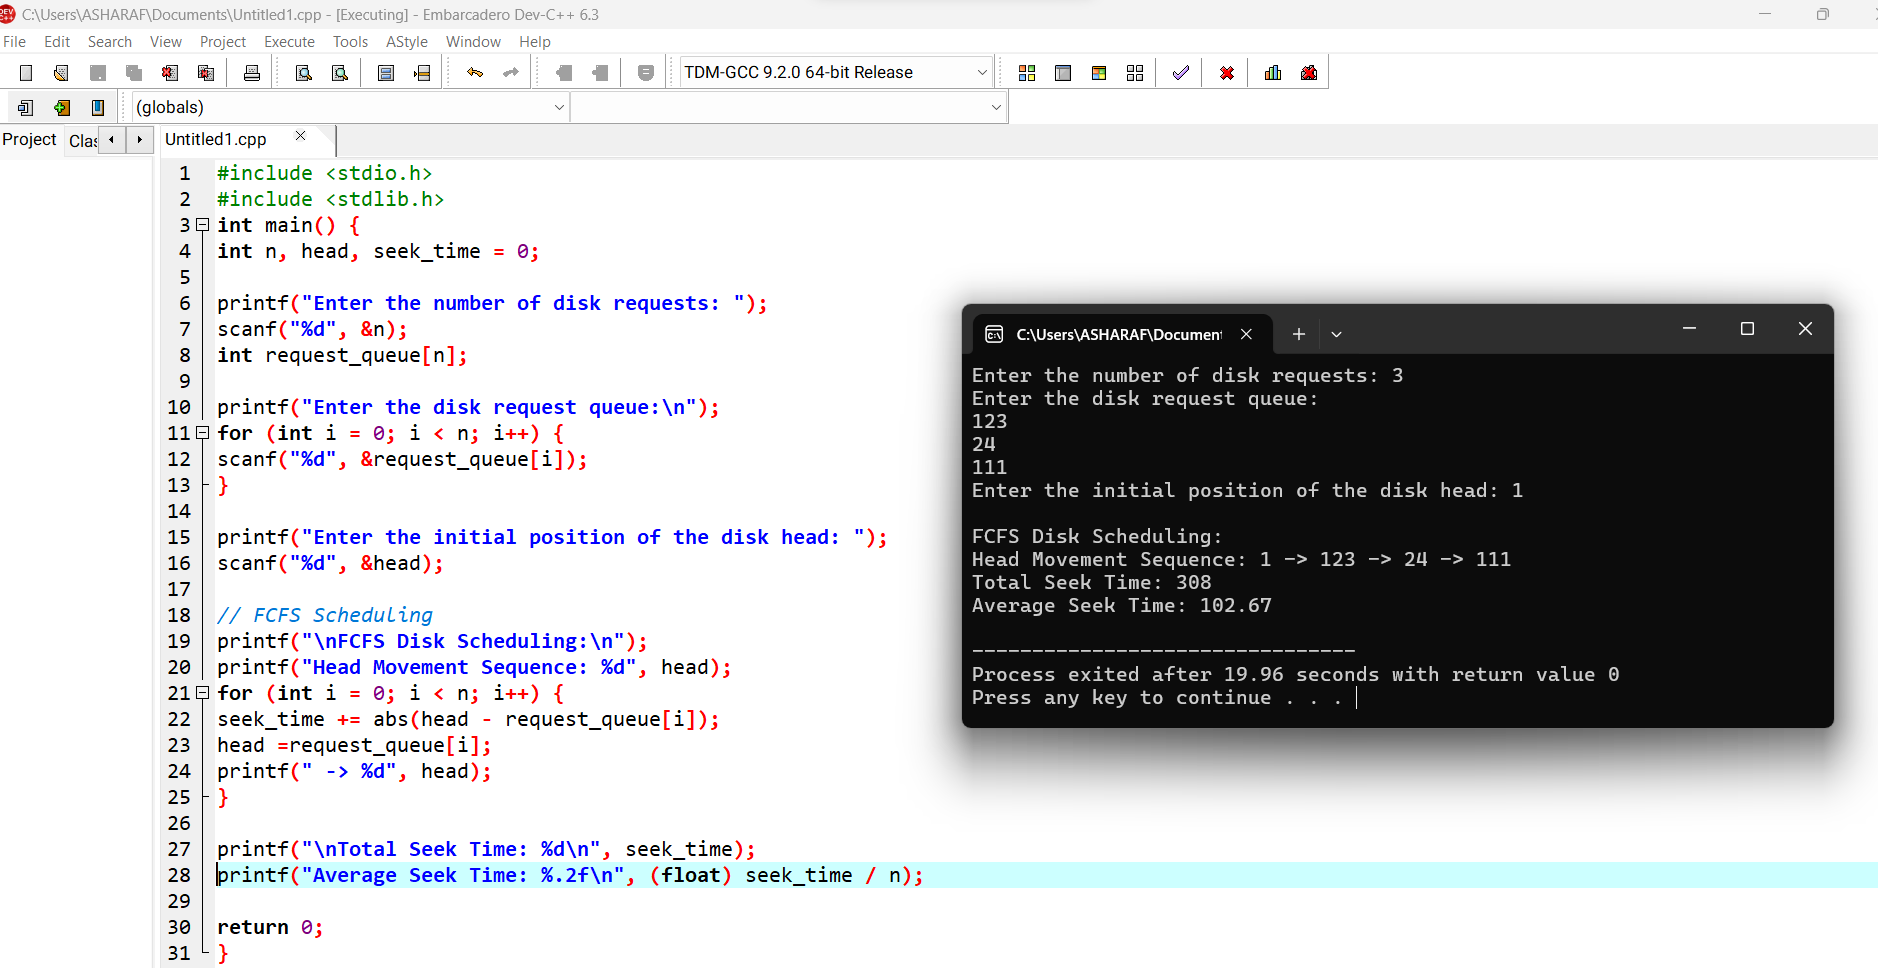 C:\Users\ASHARAF\Documents\Untitled1.cpp - [Executing] - Embarcadero Dev-C++ 6.3
File Edit Search View Project Execute Tools AStyle Window Help
TDM-GCC 9.2.0 64-bit Release
(globals)
Project Clas Untitled1.cpp
1 #include <stdio.h>
2 #include <stdlib.h>
3 int main() {
4 int n, head, seek_time = 0;
5
6 printf("Enter the number of disk requests: ");
7 scanf("%d", &n);
8 int request_queue[n];
9
10 printf("Enter the disk request queue:\n");
11 for (int i = 0; i < n; i++) {
12 scanf("%d", &request_queue[i]);
13 }
14
15 printf("Enter the initial position of the disk head: ");
16 scanf("%d", &head);
17
18 // FCFS Scheduling
19 printf("\nFCFS Disk Scheduling:\n");
20 printf("Head Movement Sequence: %d", head);
21 for (int i = 0; i < n; i++) {
22 seek_time += abs(head - request_queue[i]);
23 head =request_queue[i];
24 printf(" -> %d", head);
25 }
26
27 printf("\nTotal Seek Time: %d\n", seek_time);
28 printf("Average Seek Time: %.2f\n", (float) seek_time / n);
29
30 return 0;
31 }
C:\Users\ASHARAF\Document
Enter the number of disk requests: 3
Enter the disk request queue:
123
24
111
Enter the initial position of the disk head: 1
FCFS Disk Scheduling:
Head Movement Sequence: 1 -> 123 -> 24 -> 111
Total Seek Time: 308
Average Seek Time: 102.67
--------------------------------
Process exited after 19.96 seconds with return value 0
Press any key to continue . . .